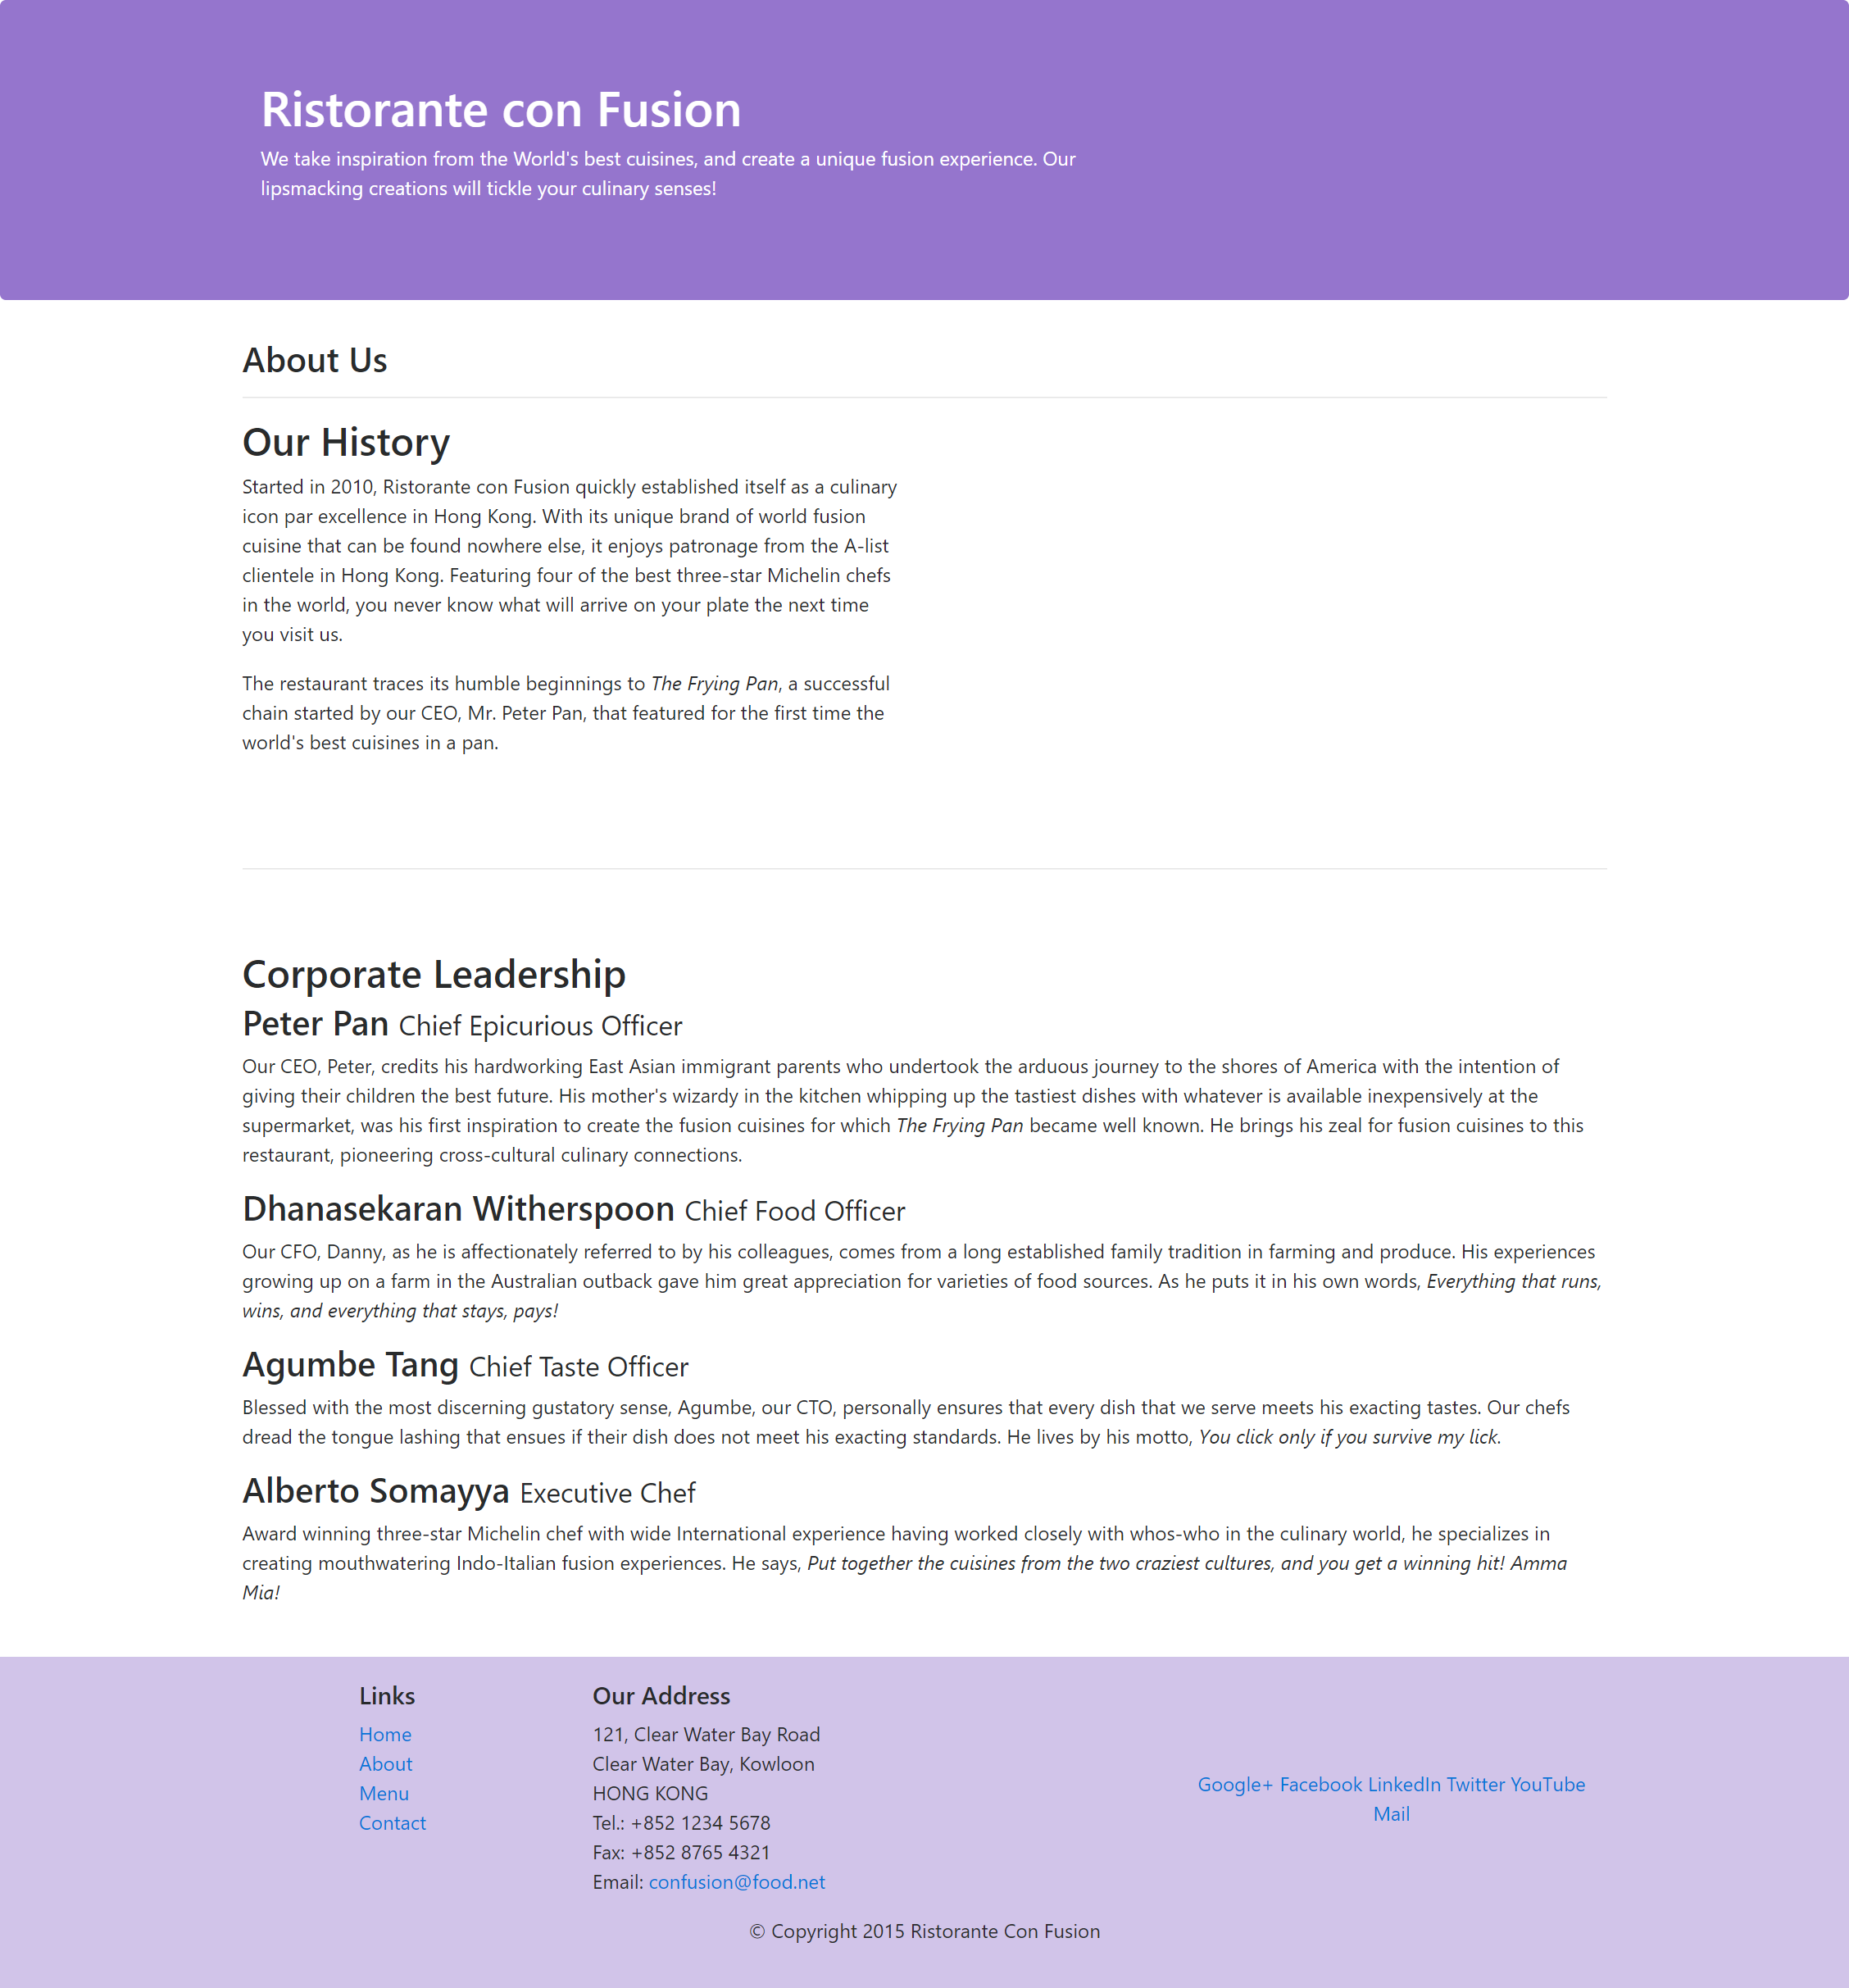 Ristorante con Fusion
We take inspiration from the World's best cuisines, and create a unique fusion experience. Our
lipsmacking creations will tickle your culinary senses!
About Us
Our History
Started in 2010, Ristorante con Fusion quickly established itself as a culinary
icon par excellence in Hong Kong. With its unique brand of world fusion
cuisine that can be found nowhere else, it enjoys patronage from the A-list
clientele in Hong Kong. Featuring four of the best three-star Michelin chefs
in the world, you never know what will arrive on your plate the next time
you visit us.
The restaurant traces its humble beginnings to The Frying Pan, a successful
chain started by our CEO, Mr. Peter Pan, that featured for the first time the
world's best cuisines in a pan.
Corporate Leadership
Peter Pan Chief Epicurious Officer
Our CEO, Peter, credits his hardworking East Asian immigrant parents who undertook the arduous journey to the shores of America with the intention of
giving their children the best future. His mother's wizardy in the kitchen whipping up the tastiest dishes with whatever is available inexpensively at the
supermarket, was his first inspiration to create the fusion cuisines for which The Frying Pan became well known. He brings his zeal for fusion cuisines to this
restaurant, pioneering cross-cultural culinary connections.
Dhanasekaran Witherspoon Chief Food Officer
Our CFO, Danny, as he is affectionately referred to by his colleagues, comes from a long established family tradition in farming and produce. His experiences
growing up on a farm in the Australian outback gave him great appreciation for varieties of food sources. As he puts it in his own words, Everything that runs,
wins, and everything that stays, pays!
Agumbe Tang Chief Taste Officer
Blessed with the most discerning gustatory sense, Agumbe, our CTO, personally ensures that every dish that we serve meets his exacting tastes. Our chefs
dread the tongue lashing that ensues if their dish does not meet his exacting standards. He lives by his motto, You click only if you survive my lick.
Alberto Somayya Executive Chef
Award winning three-star Michelin chef with wide International experience having worked closely with whos-who in the culinary world, he specializes in
creating mouthwatering Indo-Italian fusion experiences. He says, Put together the cuisines from the two craziest cultures, and you get a winning hit! Amma
Mia!
Links
Home
About
Menu
Contact
Our Address
121, Clear Water Bay Road
Clear Water Bay, Kowloon
HONG KONG
Tel.: +852 1234 5678
Fax: +852 8765 4321
Email: confusion@food.net
Google+ Facebook LinkedIn Twitter YouTube
Mail
© Copyright 2015 Ristorante Con Fusion